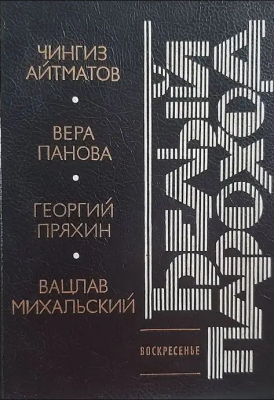 ЧИНГИЗ
АЙТМАТОВ
ВЕРА
ПАНОВА
ГЕОРГИЙ
ПРЯХИН
ВАЦЛАВ
МИХАЛЬСКИЙ
БЕЛЫЙ
ПАРОХОД
ВОСКРЕСЕНЬЕ